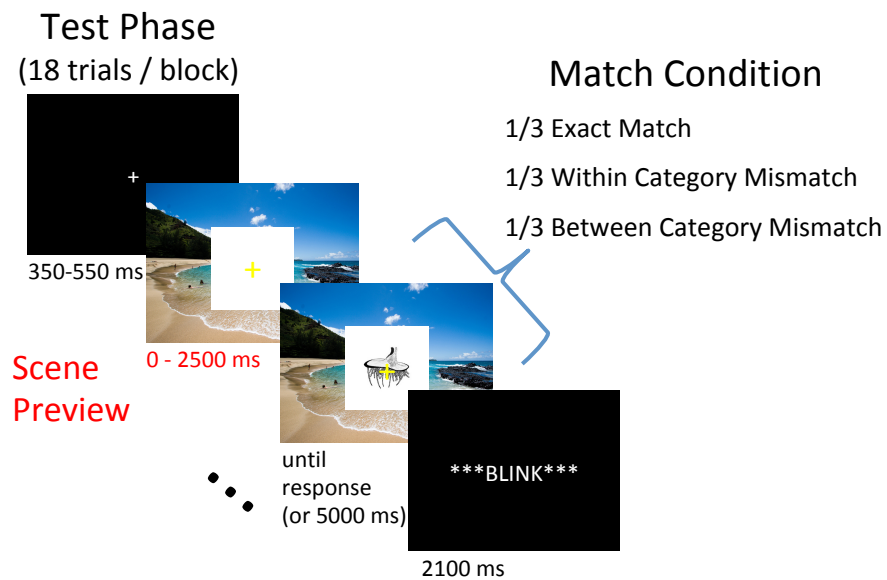 Test Phase
(18 trials / block)
Match Condition
1/3 Exact Match
1/3 Within Category Mismatch
1/3 Between Category Mismatch
+
350-550 ms
+
0 - 2500 ms
Scene
Preview
+
until
response
(or 5000 ms)
***BLINK***
2100 ms